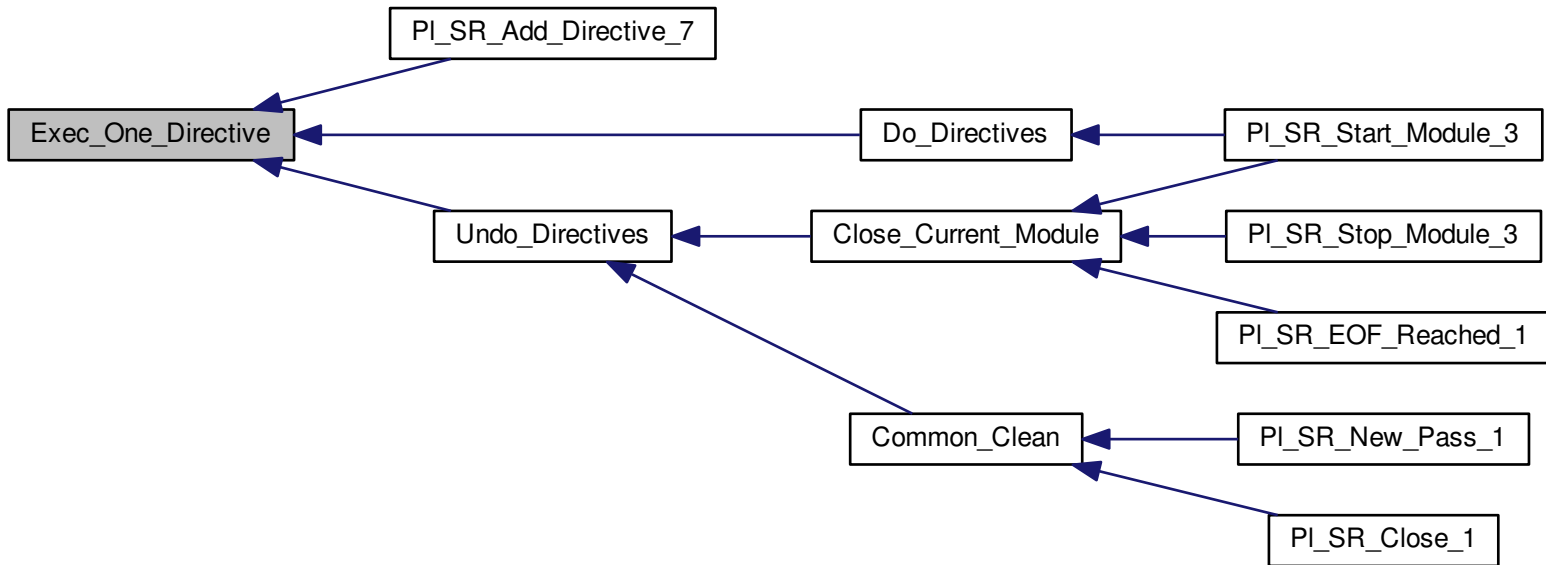 Pl_SR_Add_Directive_7
Exec_One_Directive
Do_Directives
Pl_SR_Start_Module_3
Undo_Directives
Close_Current_Module
Pl_SR_Stop_Module_3
Pl_SR_EOF_Reached_1
Common_Clean
Pl_SR_New_Pass_1
Pl_SR_Close_1